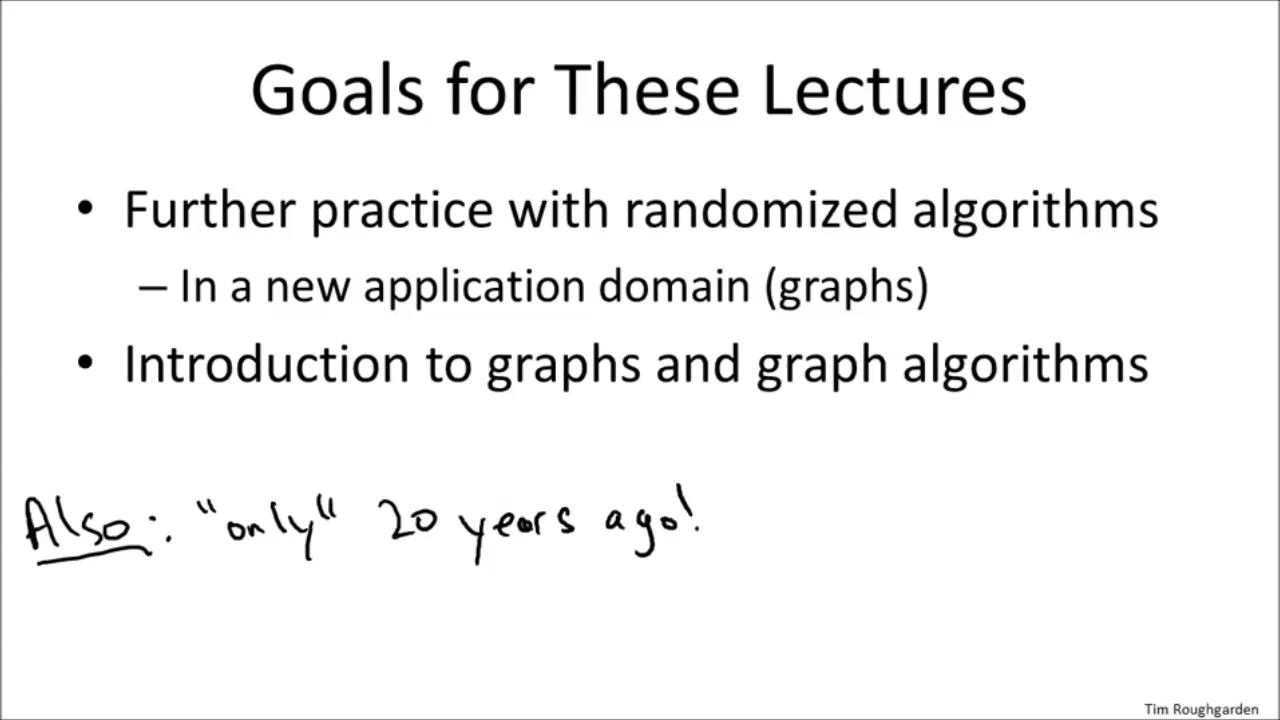 Goals for These Lectures
• Further practice with randomized algorithms
– In a new application domain (graphs)
• Introduction to graphs and graph algorithms
Also: "only" 20 years ago!
Tim Roughgarden